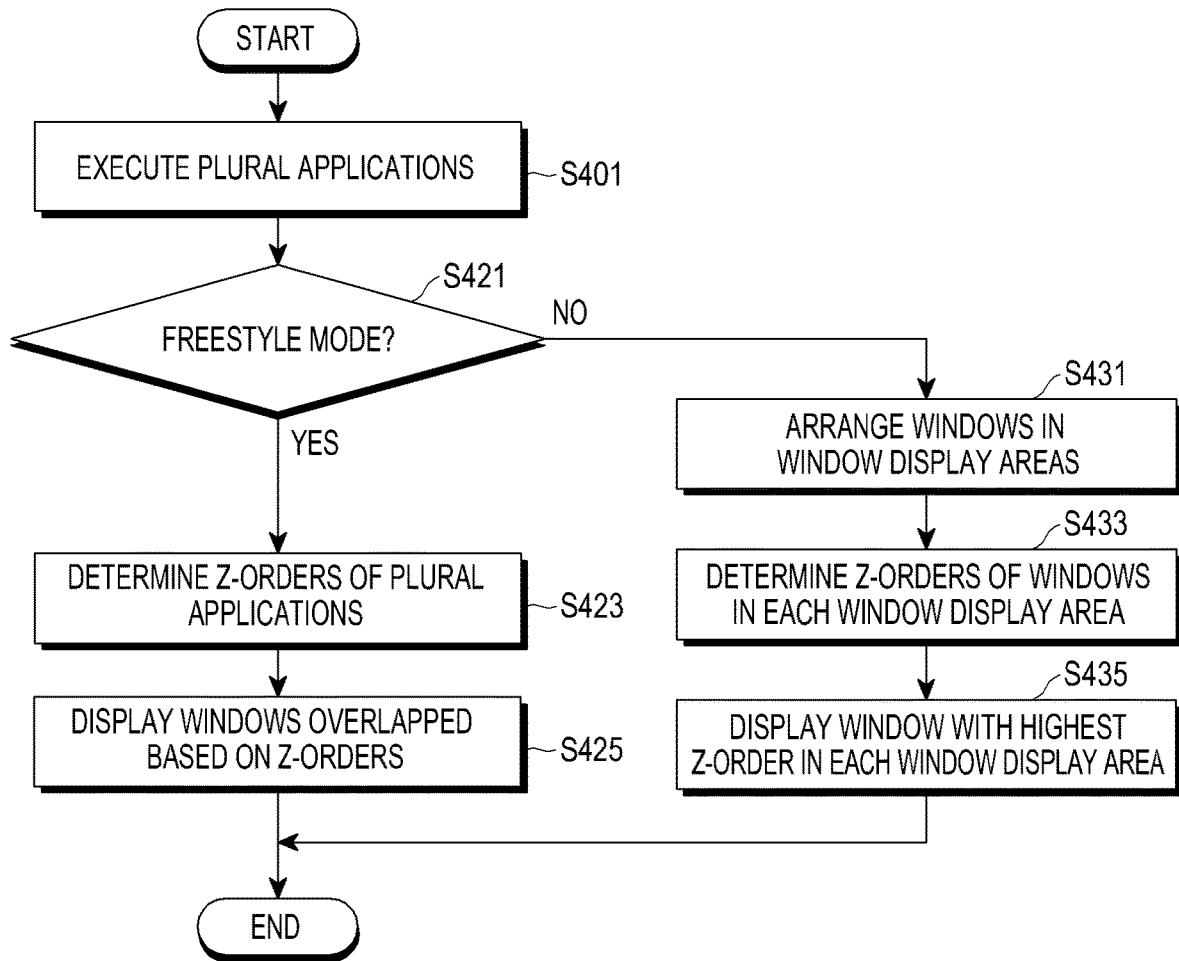 START
EXECUTE PLURAL APPLICATIONS
S401
S421
FREESTYLE MODE?
NO
YES
S431
ARRANGE WINDOWS IN
WINDOW DISPLAY AREAS
S433
DETERMINE Z-ORDERS OF WINDOWS
IN EACH WINDOW DISPLAY AREA
DETERMINE Z-ORDERS OF PLURAL
APPLICATIONS
S423
S435
DISPLAY WINDOW WITH HIGHEST
Z-ORDER IN EACH WINDOW DISPLAY AREA
DISPLAY WINDOWS OVERLAPPED
BASED ON Z-ORDERS
S425
END